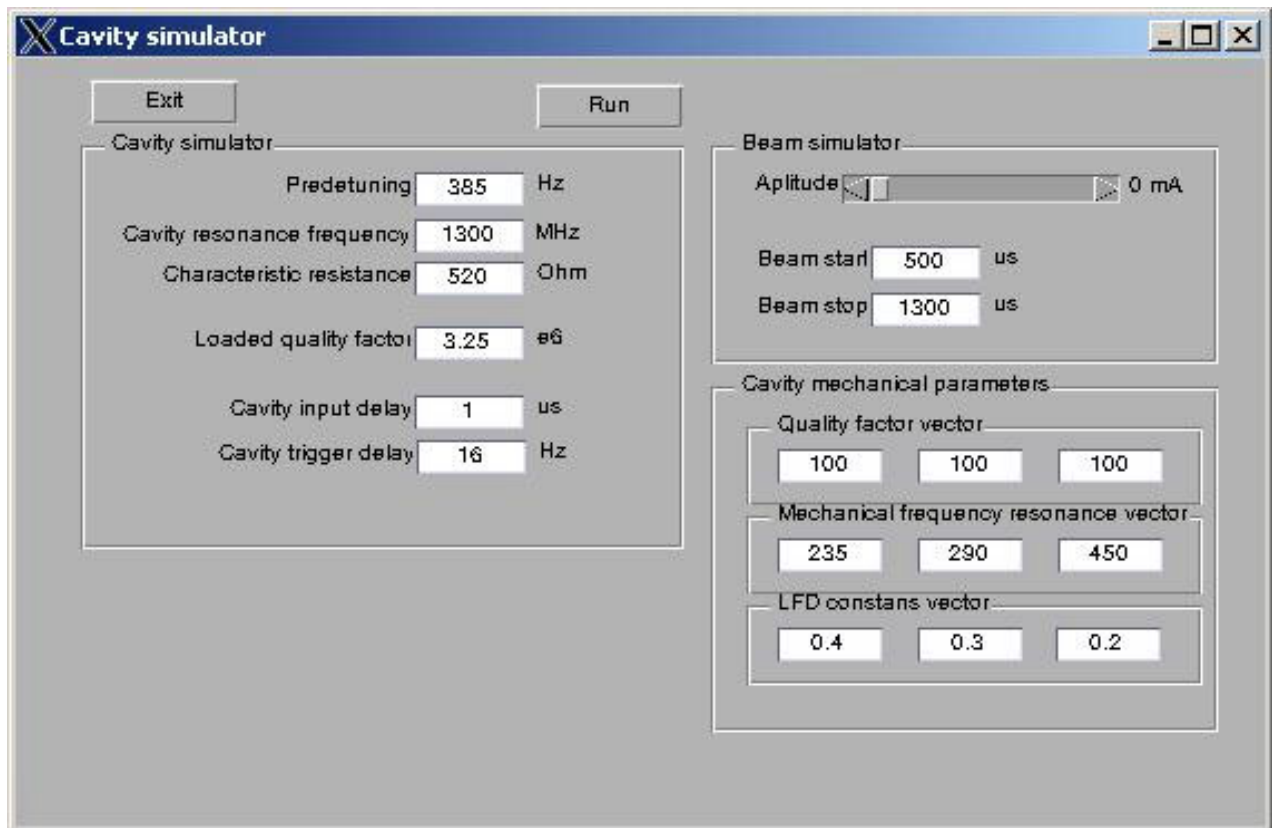 Cavity simulator
Exit
Run
Cavity simulator
Predetuning 385 Hz
Cavity resonance frequency 1300 MHz
Characteristic resistance 520 Ohm
Loaded quality factor 3.25 e6
Cavity input delay 1 us
Cavity trigger delay 16 Hz
Beam simulator
Aplitude 0 mA
Beam start 500 us
Beam stop 1300 us
Cavity mechanical parameters
Quality factor vector
100 100 100
Mechanical frequency resonance vector
235 290 450
LFD constans vector
0.4 0.3 0.2